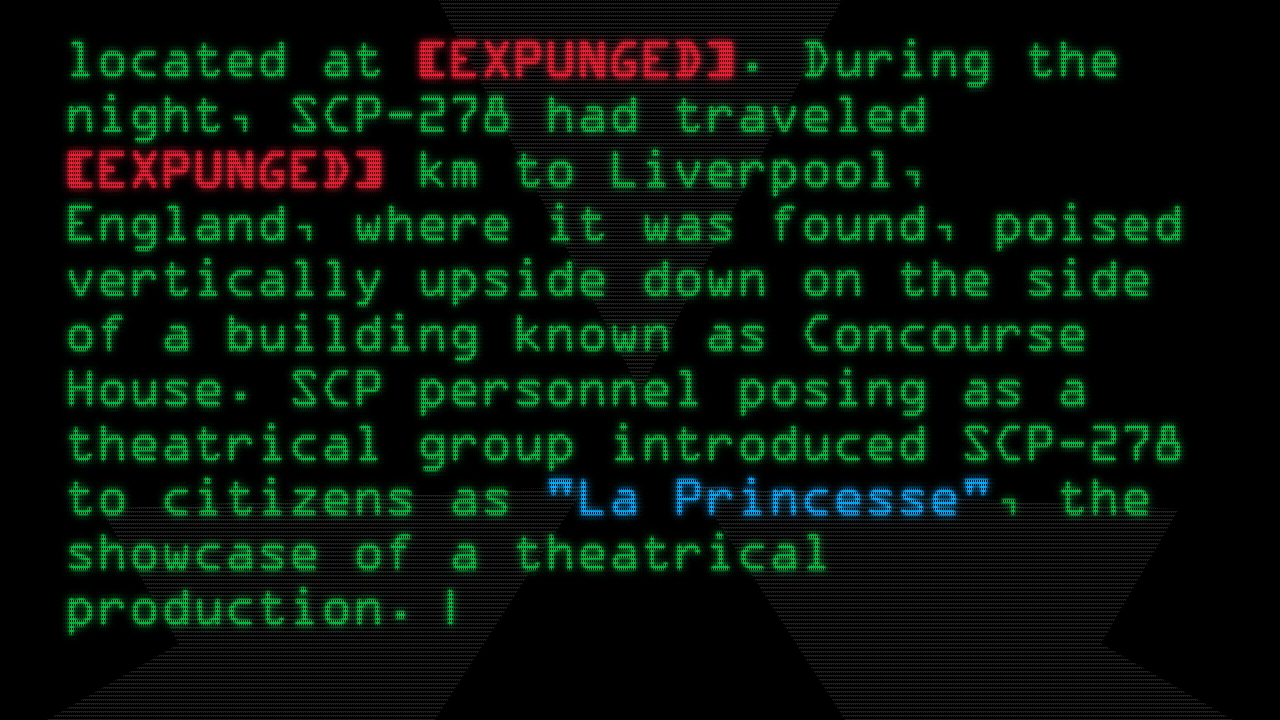 located at [EXPUNGED]. During the
night, SCP-278 had traveled
[EXPUNGED] km to Liverpool,
England, where it was found, poised
vertically upside down on the side
of a building known as Concourse
House. SCP personnel posing as a
theatrical group introduced SCP-278
to citizens as "La Princesse", the
showcase of a theatrical
production. |